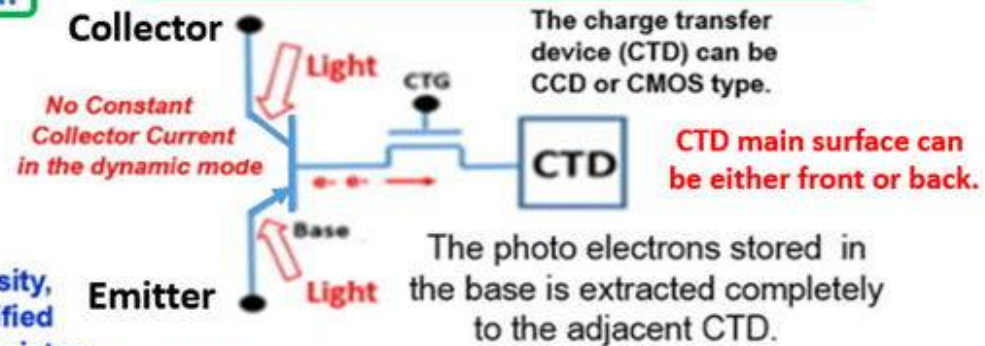 Collector
The charge transfer
device (CTD) can be
CCD or CMOS type.
Light
CTG
No Constant
Collector Current
in the dynamic mode
CTD
CTD main surface can
be either front or back.
e- e-
Base
Light
The photo electrons stored in
the base is extracted completely
to the adjacent CTD.
Emitter